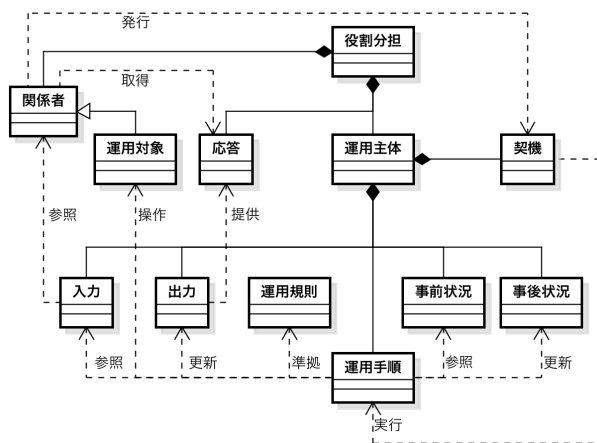 発行
役割分担
取得
関係者
運用対象
応答
運用主体
契機
参照
操作
提供
入力
出力
運用規則
事前状況
事後状況
参照
更新
準拠
運用手順
参照
更新
実行